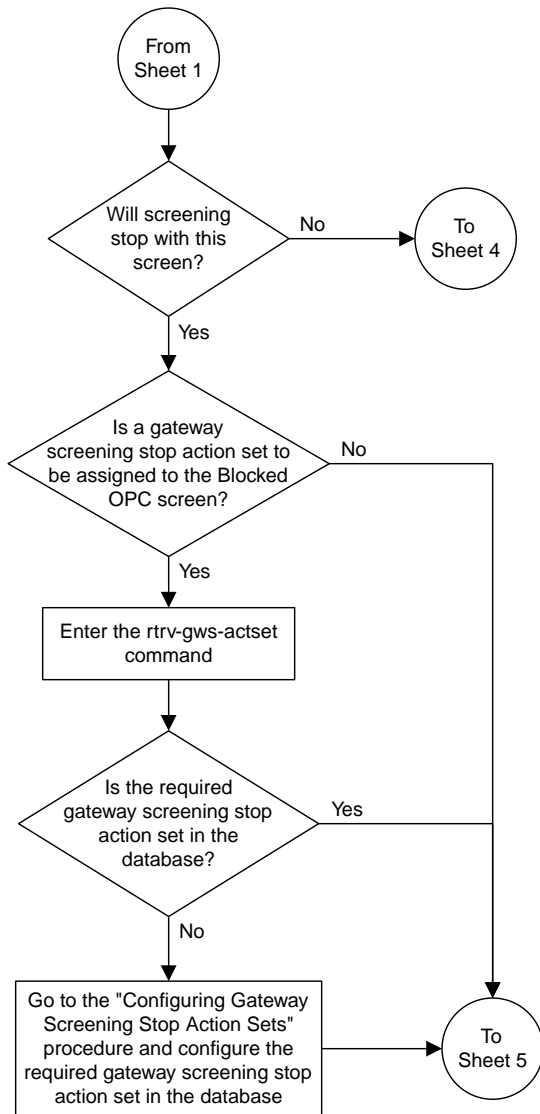 From
Sheet 1
Will screening
stop with this
screen?
No
To
Sheet 4
Yes
Is a gateway
screening stop action set to
be assigned to the Blocked
OPC screen?
No
Yes
Enter the rtrv-gws-actset
command
Is the required
gateway screening stop
action set in the
database?
Yes
No
Go to the "Configuring Gateway
Screening Stop Action Sets"
procedure and configure the
required gateway screening stop
action set in the database
To
Sheet 5